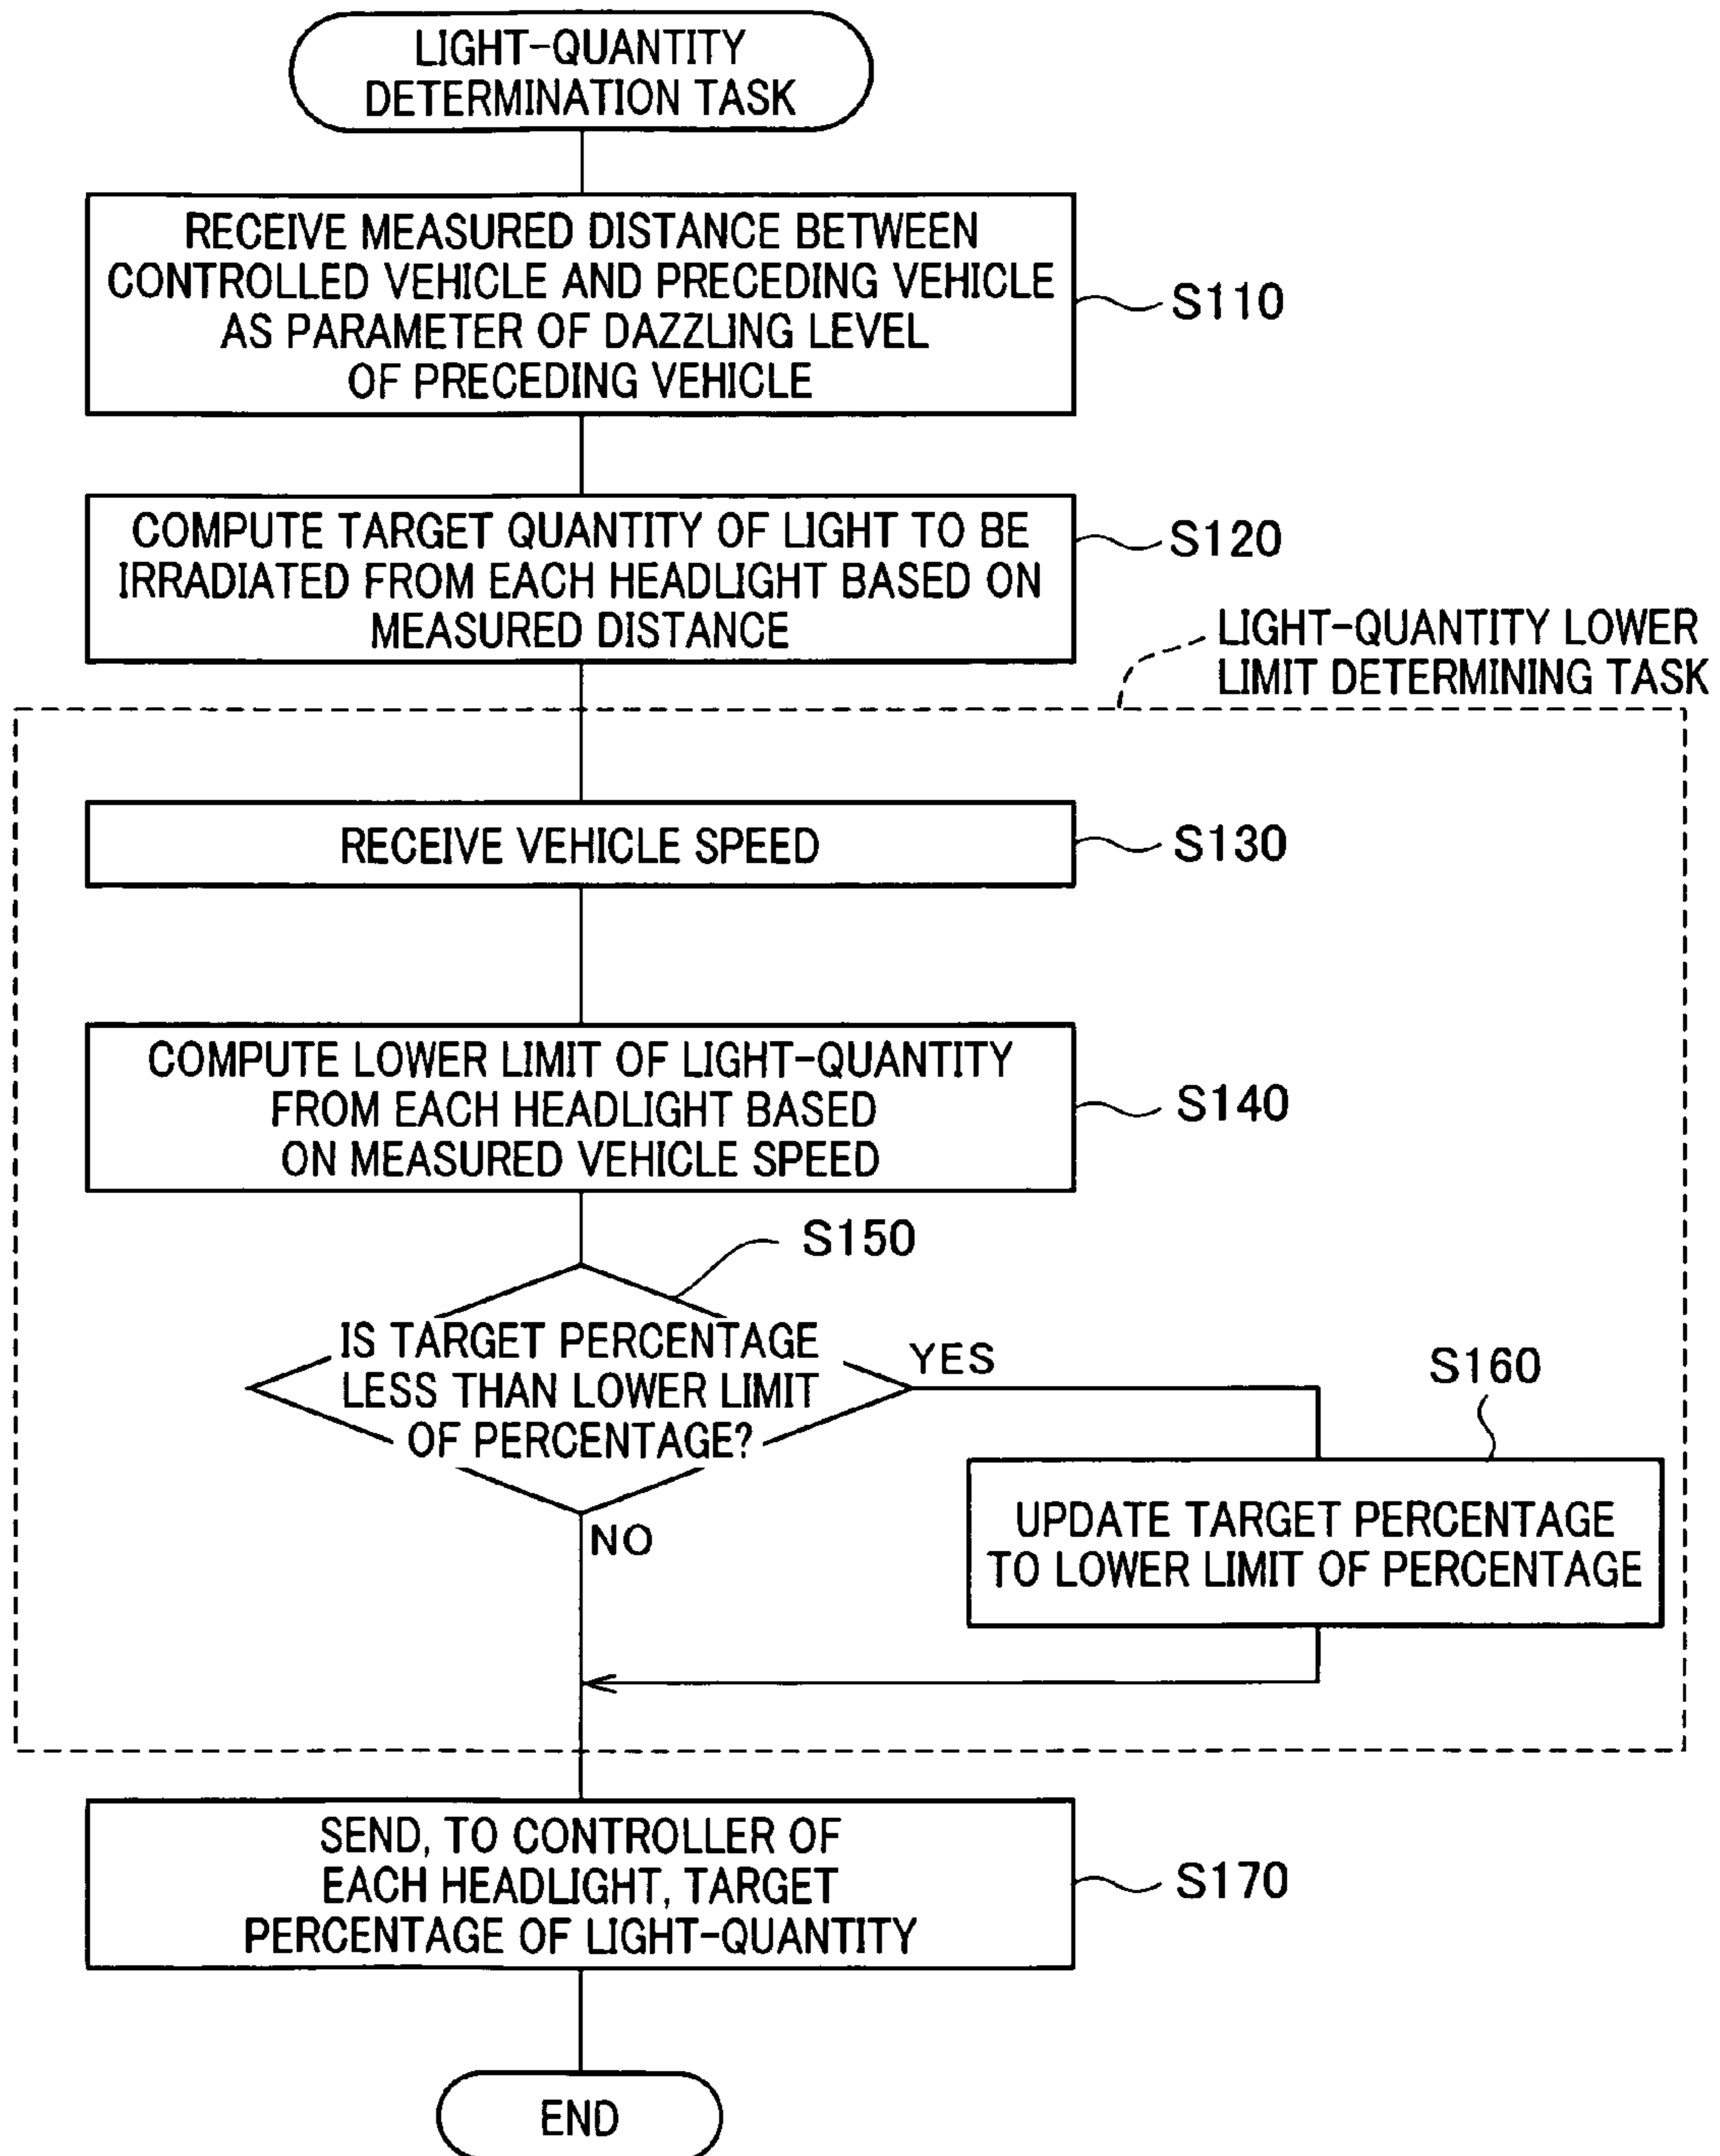 LIGHT-QUANTITY
DETERMINATION TASK
RECEIVE MEASURED DISTANCE BETWEEN
CONTROLLED VEHICLE AND PRECEDING VEHICLE
AS PARAMETER OF DAZZLING LEVEL
OF PRECEDING VEHICLE
S110
COMPUTE TARGET QUANTITY OF LIGHT TO BE
IRRADIATED FROM EACH HEADLIGHT BASED ON
MEASURED DISTANCE
S120
LIGHT-QUANTITY LOWER
LIMIT DETERMINING TASK
RECEIVE VEHICLE SPEED
S130
COMPUTE LOWER LIMIT OF LIGHT-QUANTITY
FROM EACH HEADLIGHT BASED
ON MEASURED VEHICLE SPEED
S140
S150
IS TARGET PERCENTAGE
LESS THAN LOWER LIMIT
OF PERCENTAGE?
YES
NO
S160
UPDATE TARGET PERCENTAGE
TO LOWER LIMIT OF PERCENTAGE
SEND, TO CONTROLLER OF
EACH HEADLIGHT, TARGET
PERCENTAGE OF LIGHT-QUANTITY
S170
END